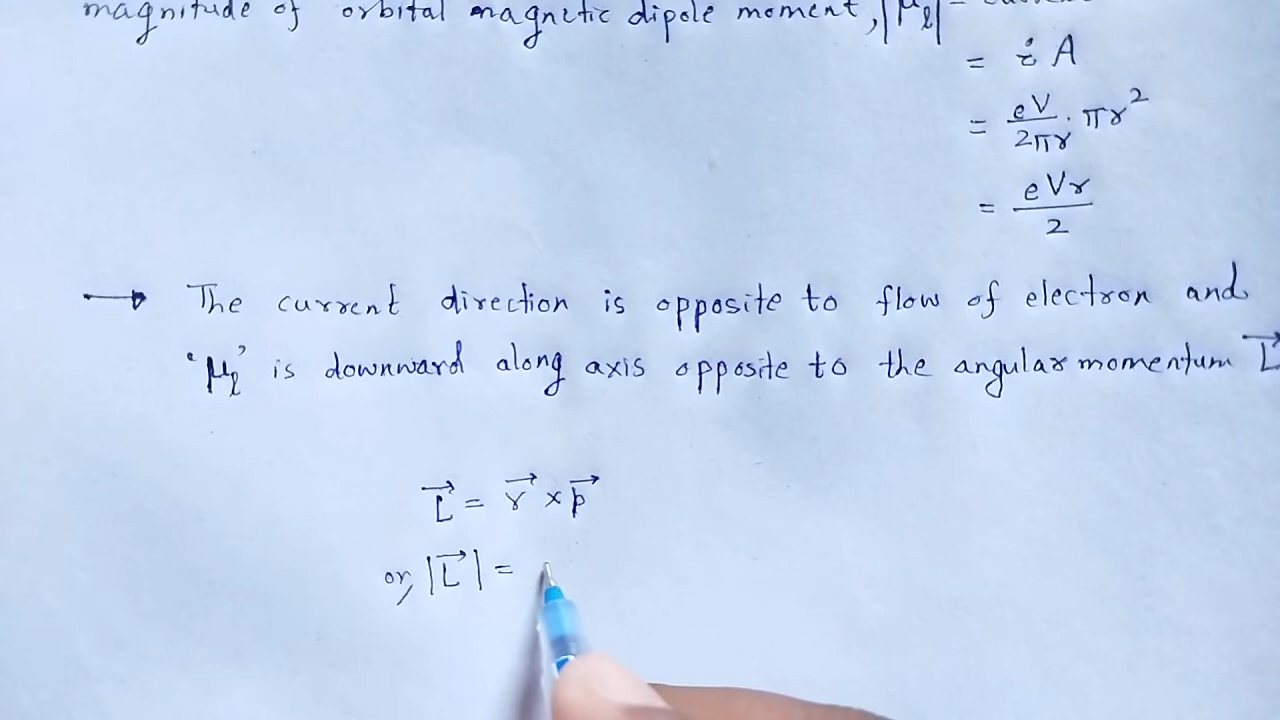 magnitude of orbital magnetic dipole moment, |μₗ| =
= i A
= eV/2πr · πr²
= eVr/2
→ The current direction is opposite to flow of electron and
'μₗ' is downward along axis opposite to the angular momentum L⃗
L⃗ = r⃗ × p⃗
or, |L⃗| =